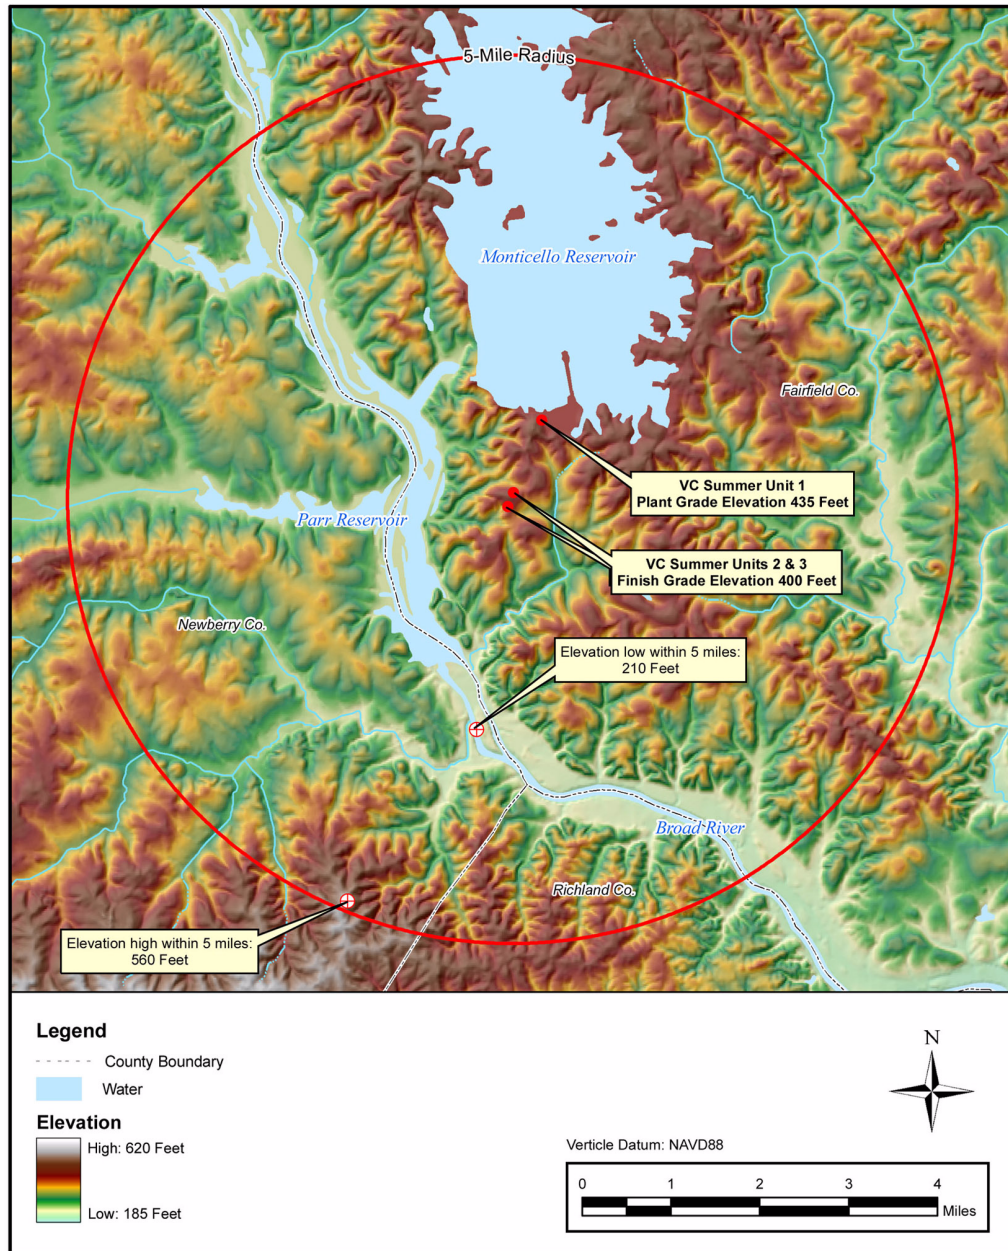 5-Mile Radius
Monticello Reservoir
Fairfield Co.
VC Summer Unit 1
Plant Grade Elevation 435 Feet
Parr Reservoir
VC Summer Units 2 & 3
Finish Grade Elevation 400 Feet
Newberry Co.
Elevation low within 5 miles:
210 Feet
Broad River
Richland Co.
Elevation high within 5 miles:
560 Feet
Legend
County Boundary
Water
Elevation
High: 620 Feet
Low: 185 Feet
N
Verticle Datum: NAVD88
0 1 2 3 4
Miles